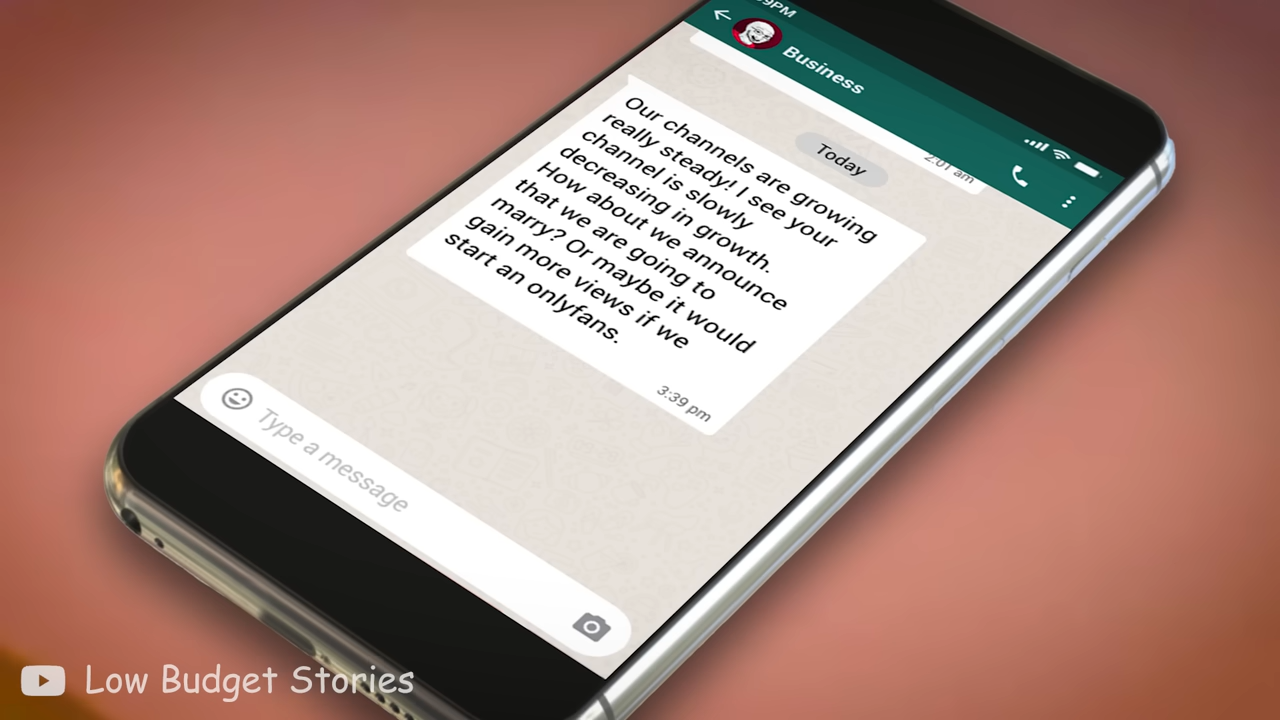 Business
2:01 am
Today
Our channels are growing
really steady! I see your
channel is slowly
decreasing in growth.
How about we announce
that we are going to
marry? Or maybe it would
gain more views if we
start an onlyfans.
3:39 pm
Type a message
Low Budget Stories